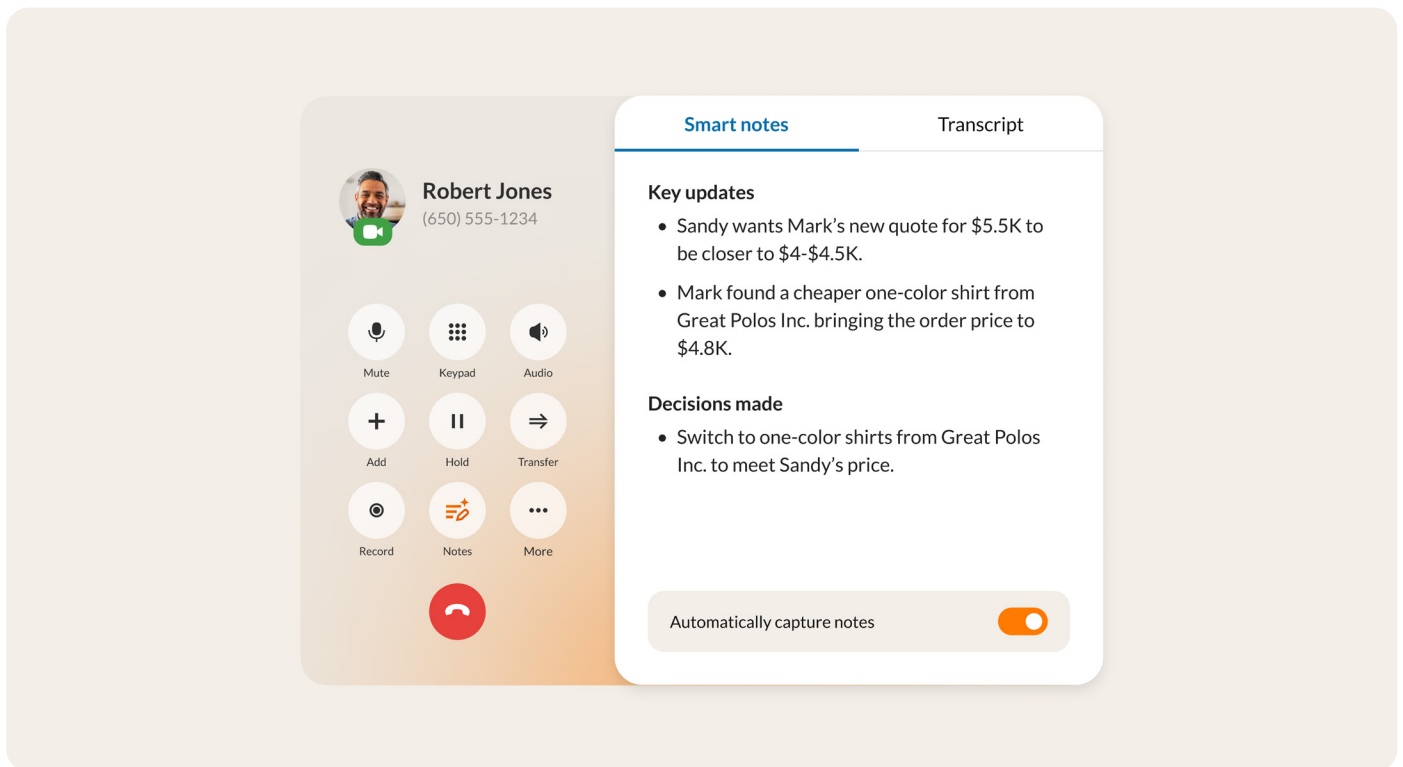 Robert Jones
(650) 555-1234
Mute
Keypad
Audio
Add
Hold
Transfer
Record
Notes
More
Smart notes
Transcript
Key updates
• Sandy wants Mark’s new quote for $5.5K to
be closer to $4-$4.5K.
• Mark found a cheaper one-color shirt from
Great Polos Inc. bringing the order price to
$4.8K.
Decisions made
• Switch to one-color shirts from Great Polos
Inc. to meet Sandy’s price.
Automatically capture notes